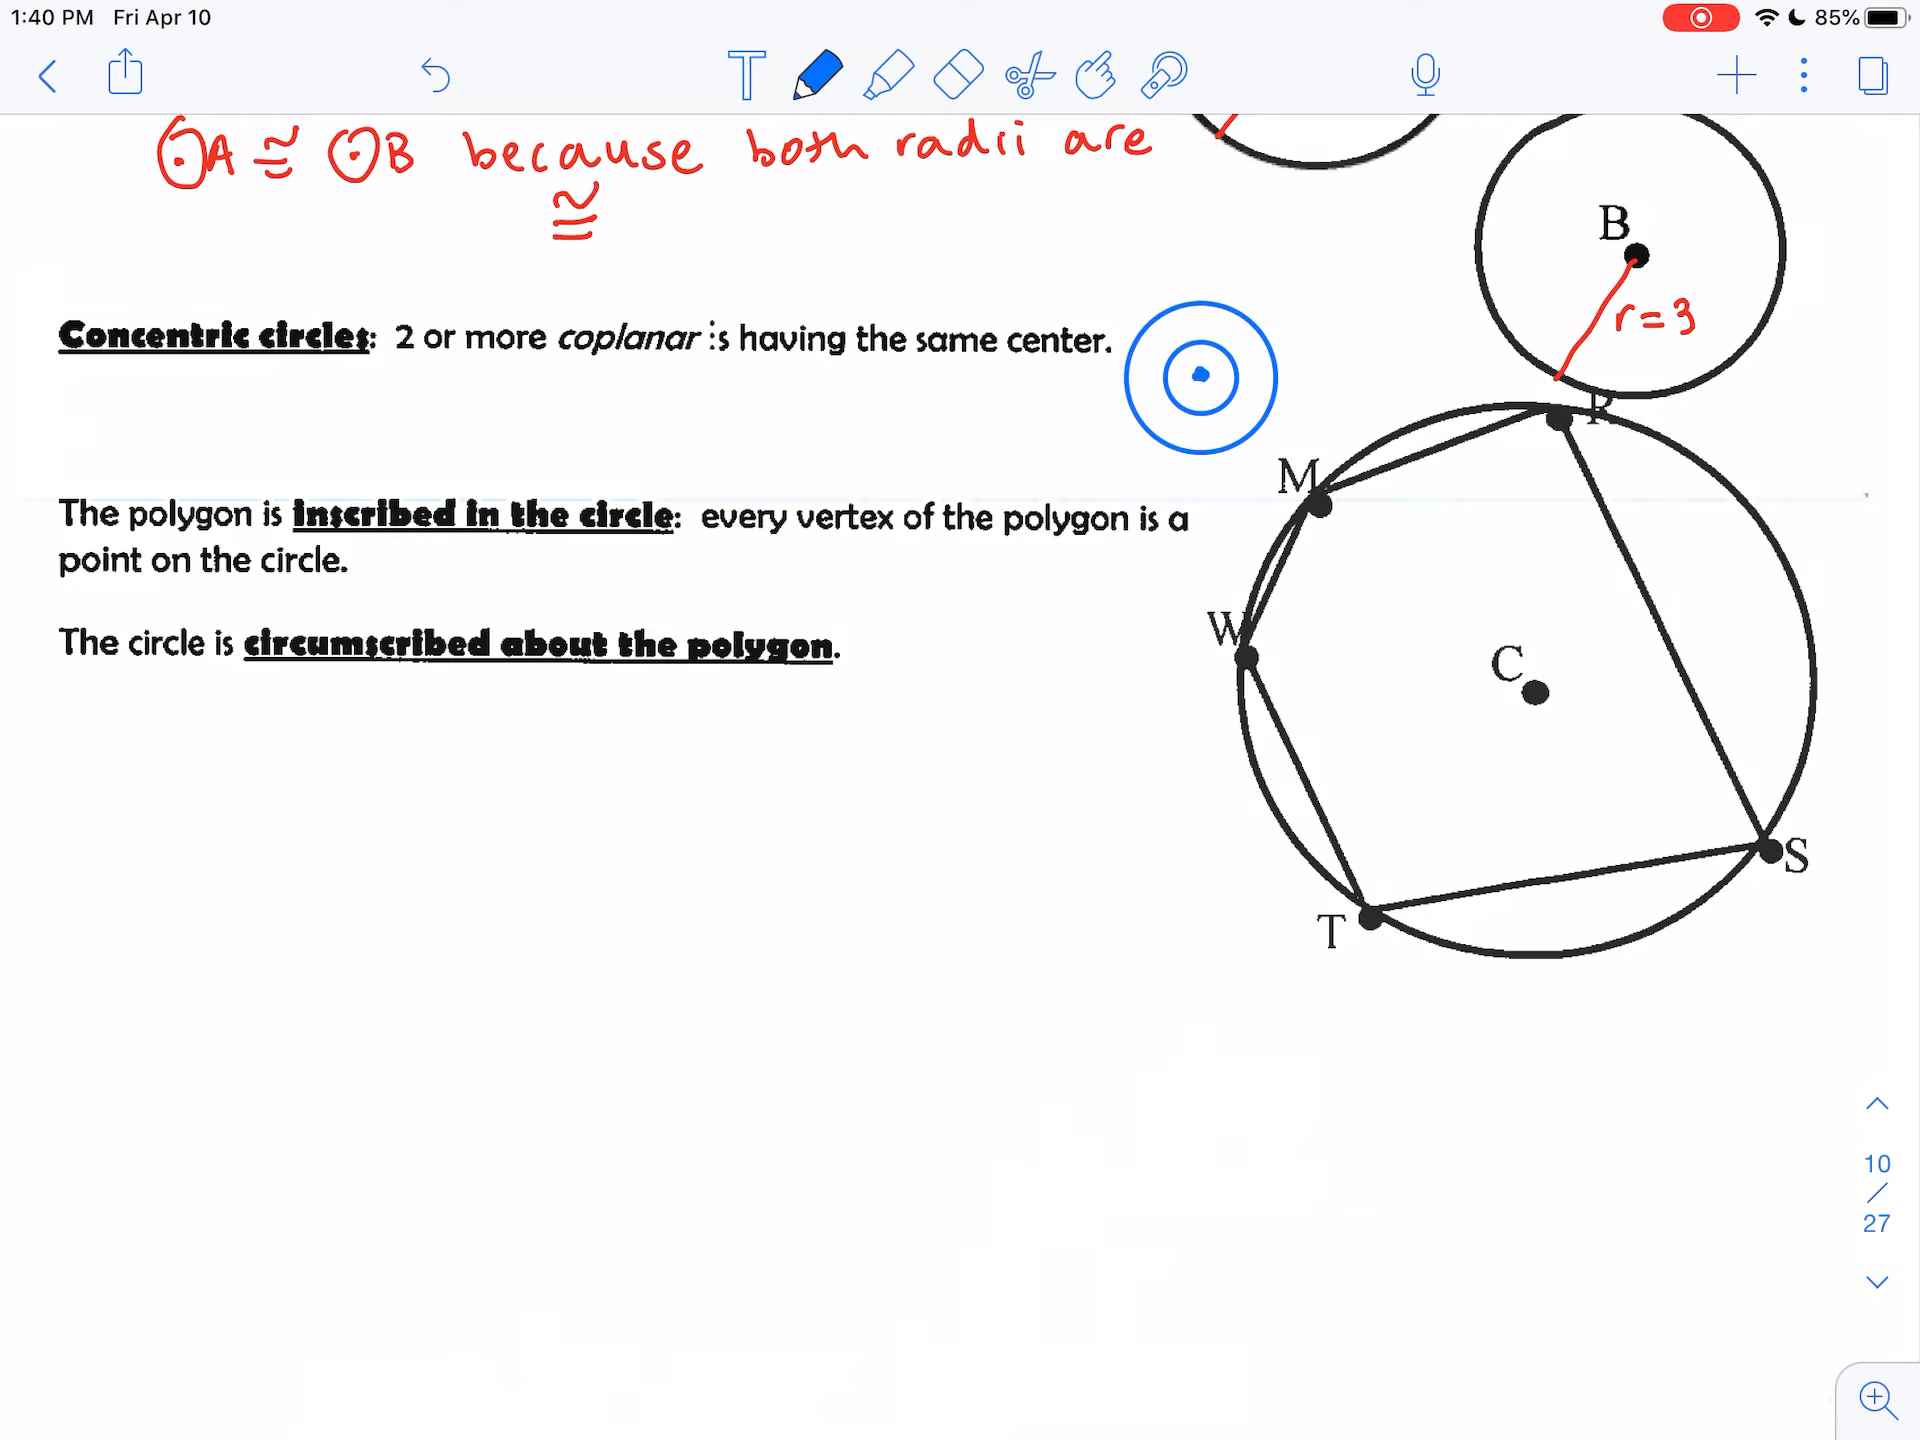 1:40 PM Fri Apr 10
85%
⊙A ≅ ⊙B because both radii are
≅
B
r=3
Concentric circles: 2 or more coplanar :s having the same center.
R
M
The polygon is inscribed in the circle: every vertex of the polygon is a
point on the circle.
W
The circle is circumscribed about the polygon.
C
S
T
10
/
27